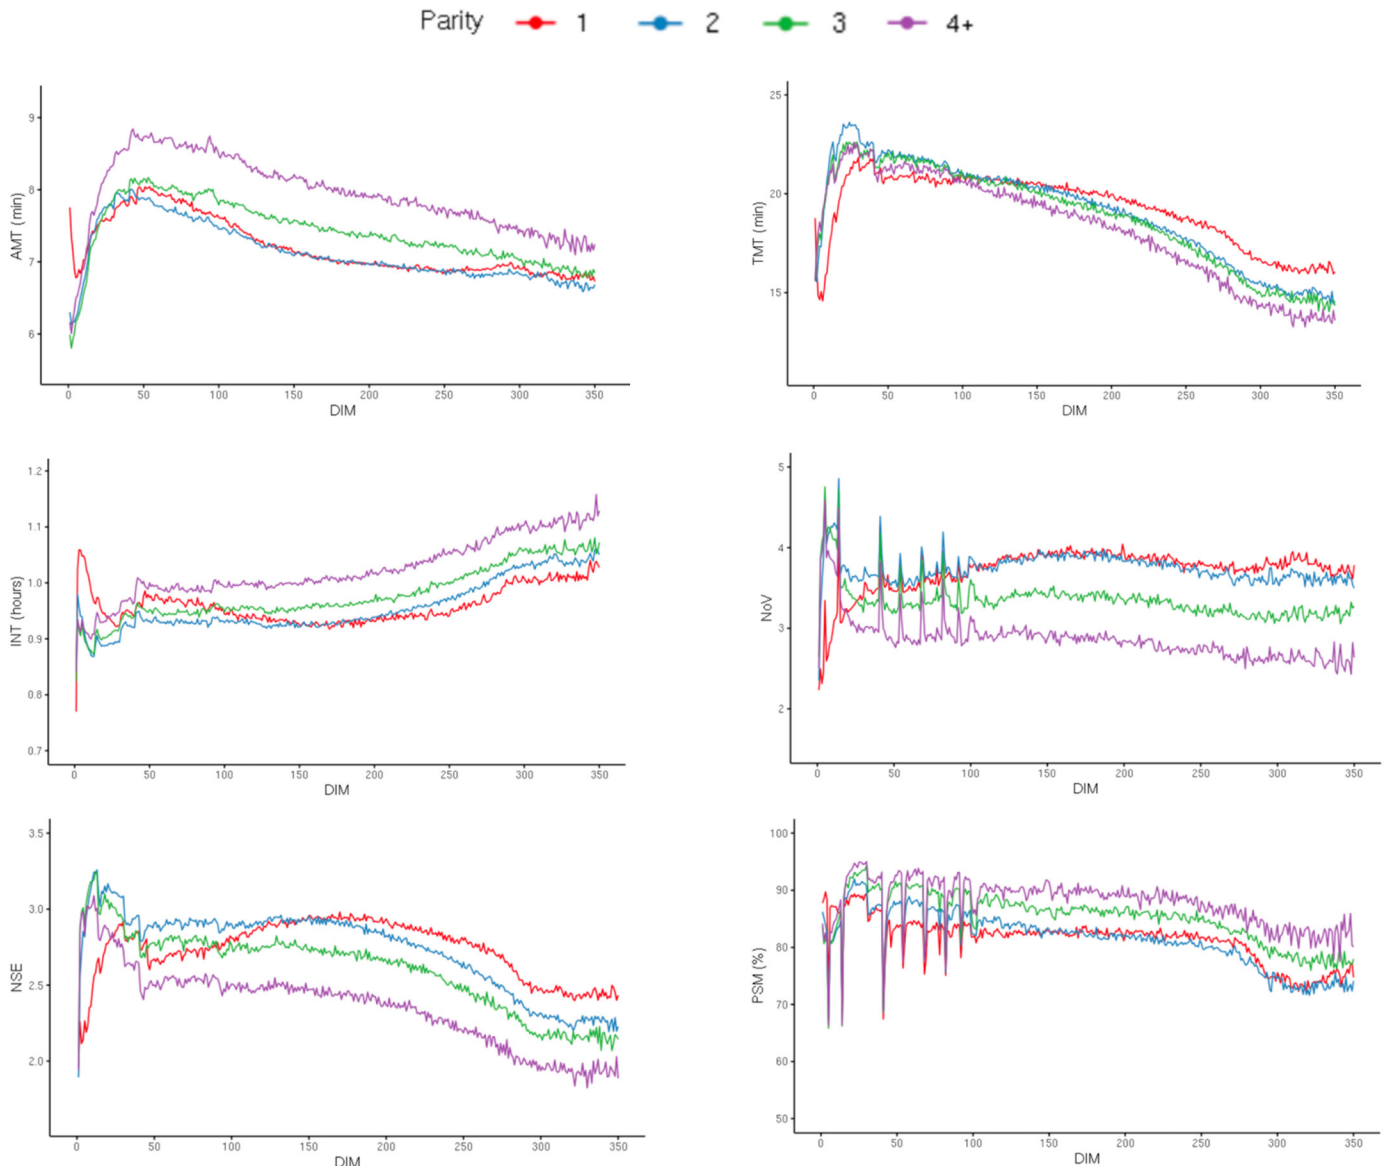 Parity 1 2 3 4+
AMT (min)
9
8
7
6
0 50 100 150 200 250 300 350
DIM
TMT (min)
25
20
15
0 50 100 150 200 250 300 350
DIM
INT (hours)
1.2
1.1
1.0
0.9
0.8
0.7
0 50 100 150 200 250 300 350
DIM
NoV
5
4
3
2
0 50 100 150 200 250 300 350
DIM
NSE
3.5
3.0
2.5
2.0
0 50 100 150 200 250 300 350
DIM
PSM (%)
100
90
80
70
60
50
0 50 100 150 200 250 300 350
DIM